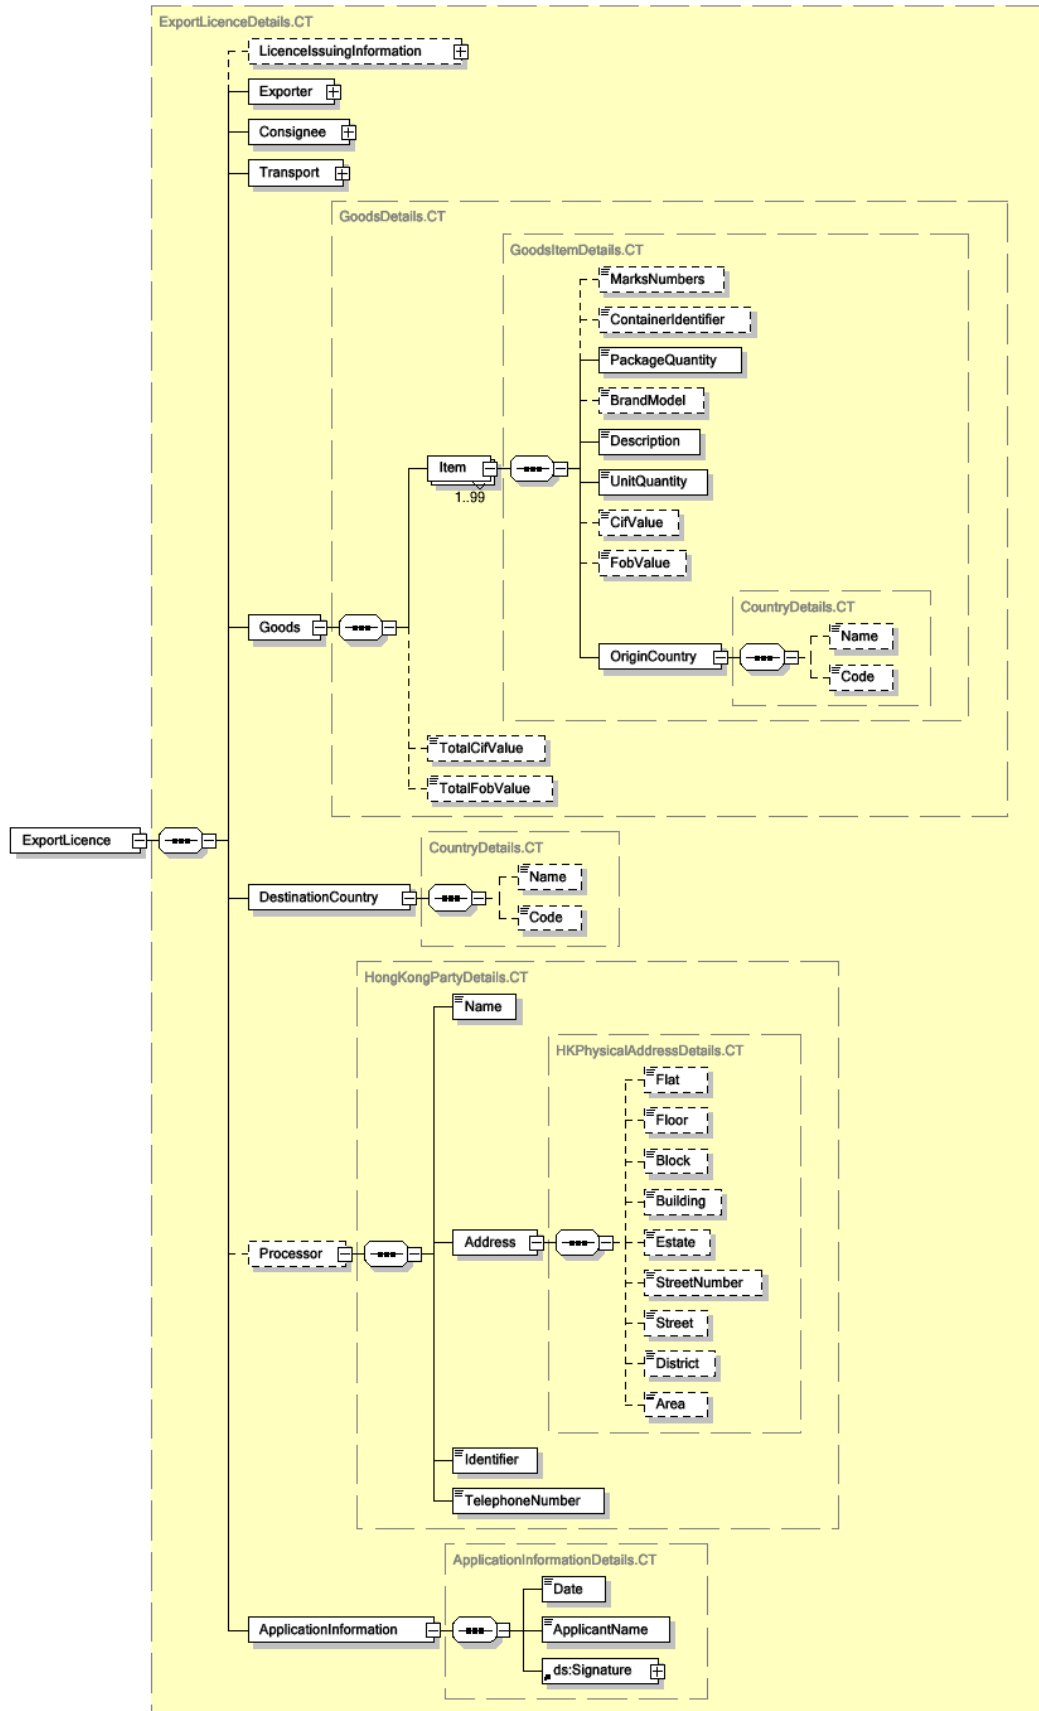 ExportLicenceDetails.CT
LicenceIssuingInformation
Exporter
Consignee
Transport
GoodsDetails.CT
GoodsItemDetails.CT
MarksNumbers
ContainerIdentifier
PackageQuantity
BrandModel
Description
Item
UnitQuantity
1..99
CifValue
FobValue
CountryDetails.CT
Goods
Name
OriginCountry
Code
TotalCifValue
TotalFobValue
ExportLicence
CountryDetails.CT
Name
DestinationCountry
Code
HongKongPartyDetails.CT
Name
HKPhysicalAddressDetails.CT
Flat
Floor
Block
Building
Address
Estate
Processor
StreetNumber
Street
District
Area
Identifier
TelephoneNumber
ApplicationInformationDetails.CT
Date
ApplicationInformation
ApplicantName
ds:Signature